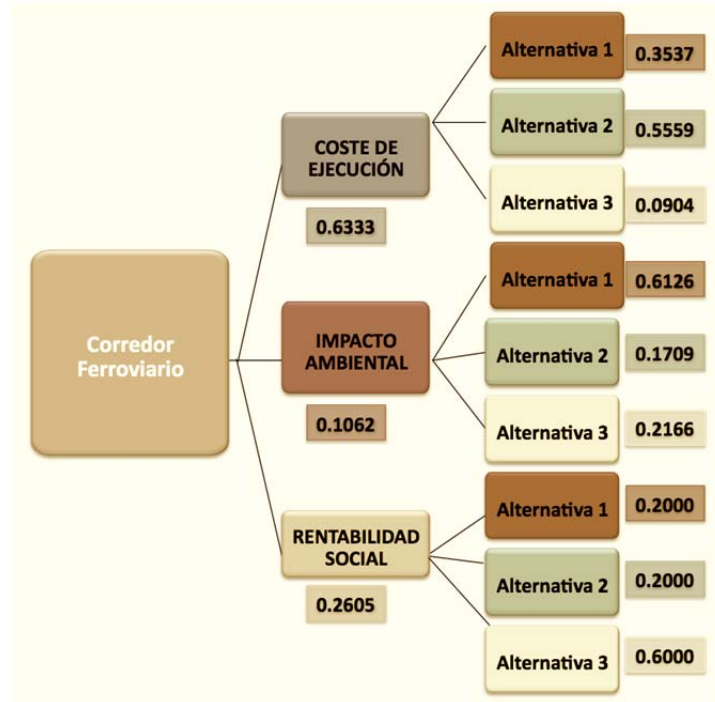 Corredor
Ferroviario
COSTE DE
EJECUCIÓN
0.6333
Alternativa 1
0.3537
Alternativa 2
0.5559
Alternativa 3
0.0904
IMPACTO
AMBIENTAL
0.1062
Alternativa 1
0.6126
Alternativa 2
0.1709
Alternativa 3
0.2166
RENTABILIDAD
SOCIAL
0.2605
Alternativa 1
0.2000
Alternativa 2
0.2000
Alternativa 3
0.6000